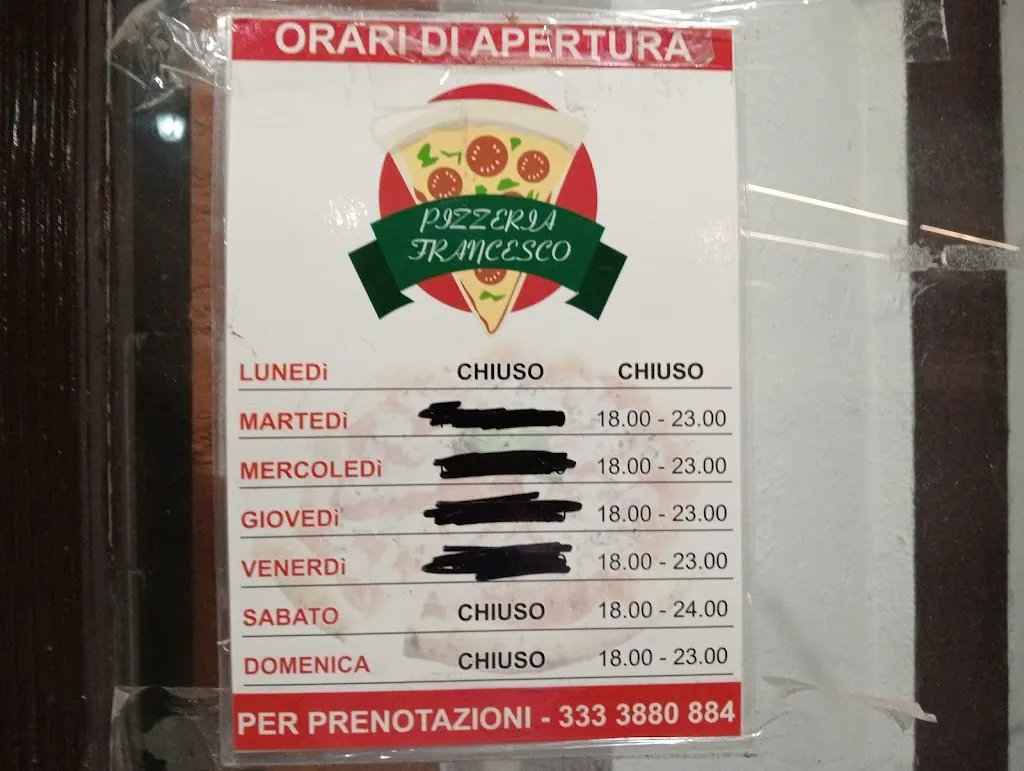 ORARI DI APERTURA
PIZZERIA
FRANCESCO
LUNEDì CHIUSO CHIUSO
MARTEDì 18.00 - 23.00
MERCOLEDì 18.00 - 23.00
GIOVEDì 18.00 - 23.00
VENERDì 18.00 - 23.00
SABATO CHIUSO 18.00 - 24.00
DOMENICA CHIUSO 18.00 - 23.00
PER PRENOTAZIONI - 333 3880 884